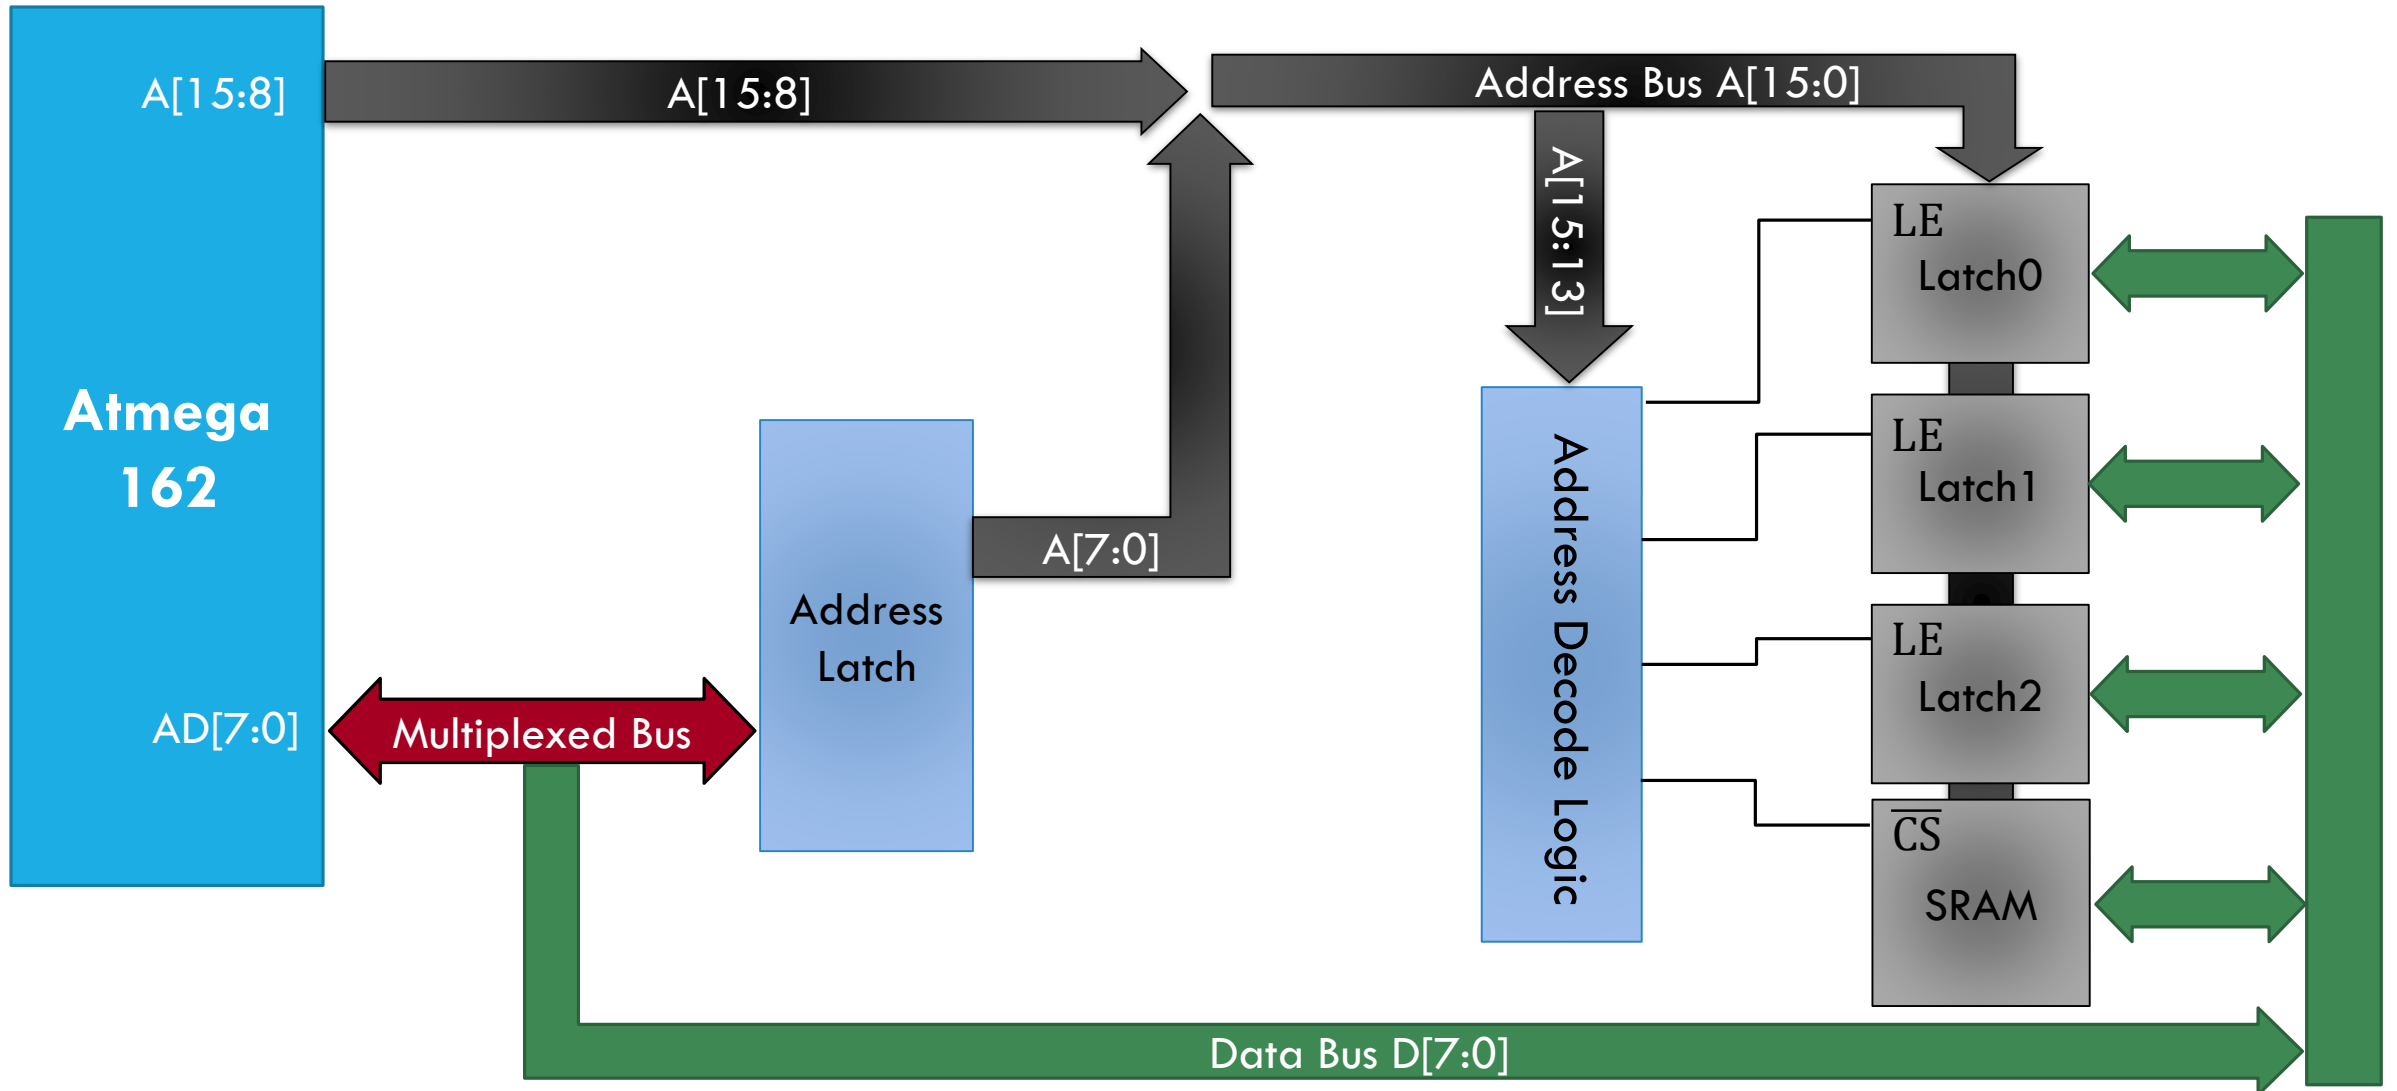 A[15:8]
A[15:8]
Address Bus A[15:0]
A[15:13]
LE
Latch0
Atmega
162
LE
Latch1
A[7:0]
Address
Latch
Address Decode Logic
LE
Latch2
AD[7:0]
Multiplexed Bus
C̅S̅
SRAM
Data Bus D[7:0]